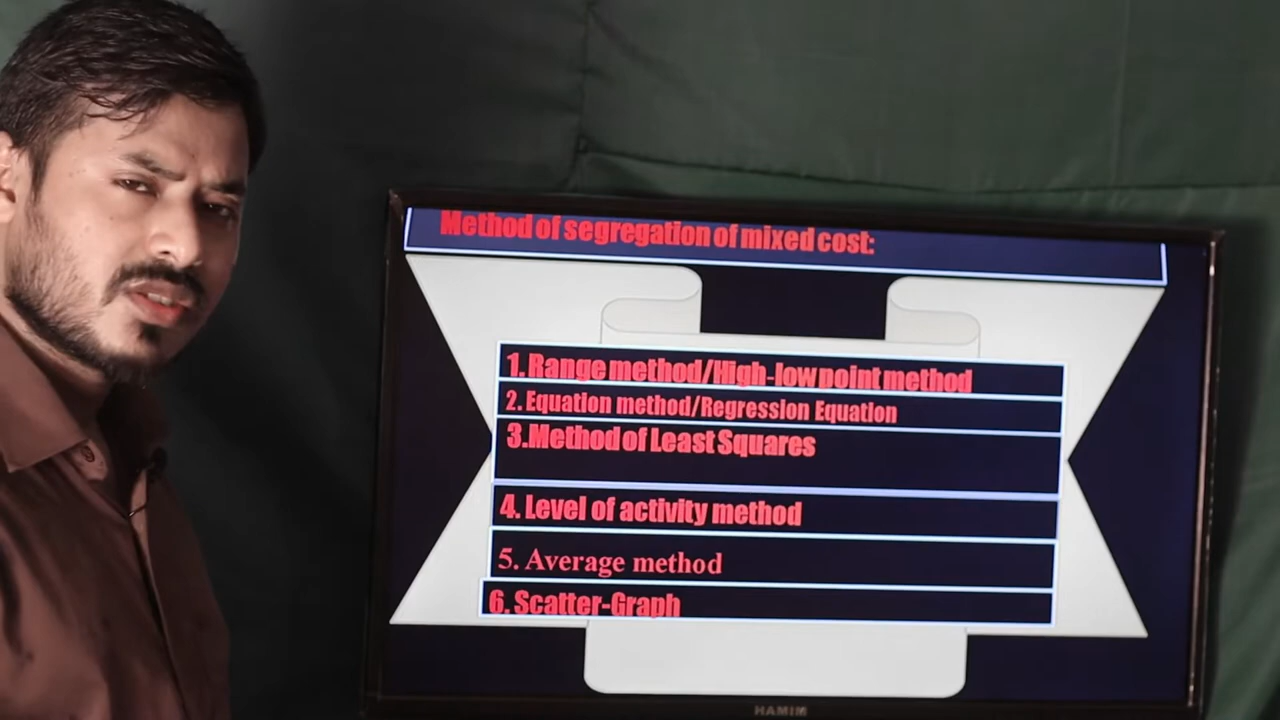 Method of segregation of mixed cost:
1. Range method/High-low point method
2. Equation method/Regression Equation
3.Method of Least Squares
4. Level of activity method
5. Average method
6. Scatter-Graph
HAMIM